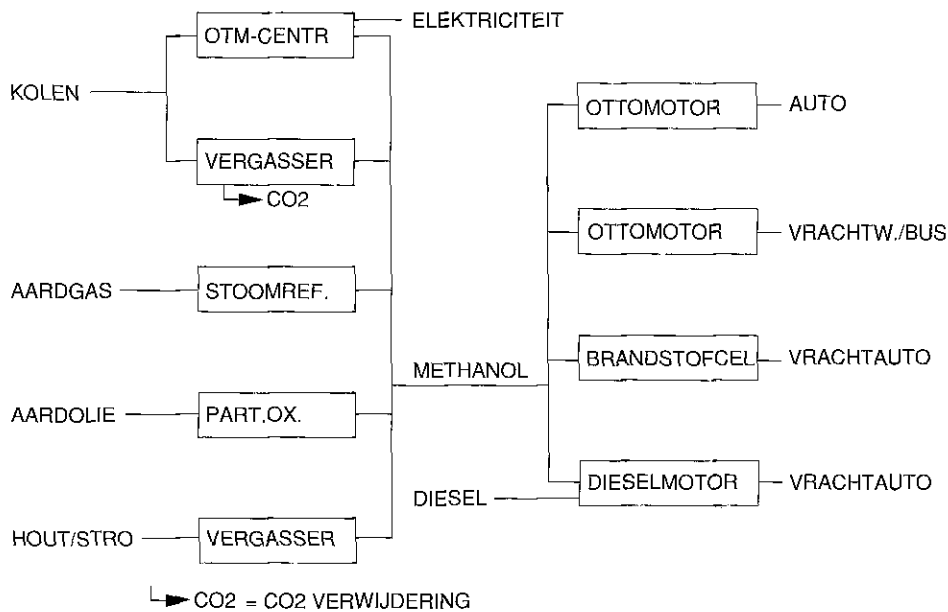 ELEKTRICITEIT
OTM-CENTR
KOLEN
VERGASSER
CO2
AARDGAS
STOOMREF.
AARDOLIE
PART.OX.
HOUT/STRO
VERGASSER
METHANOL
DIESEL
OTTOMOTOR
AUTO
OTTOMOTOR
VRACHTW./BUS
BRANDSTOFCEL
VRACHTAUTO
DIESELMOTOR
VRACHTAUTO
CO2 = CO2 VERWIJDERING